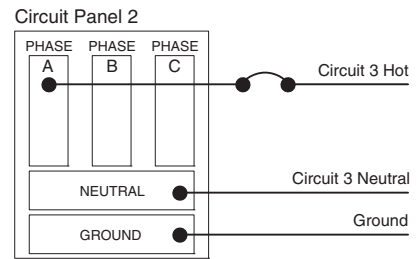 Circuit Panel 2
PHASE PHASE PHASE
A B C
Circuit 3 Hot
NEUTRAL
Circuit 3 Neutral
GROUND
Ground